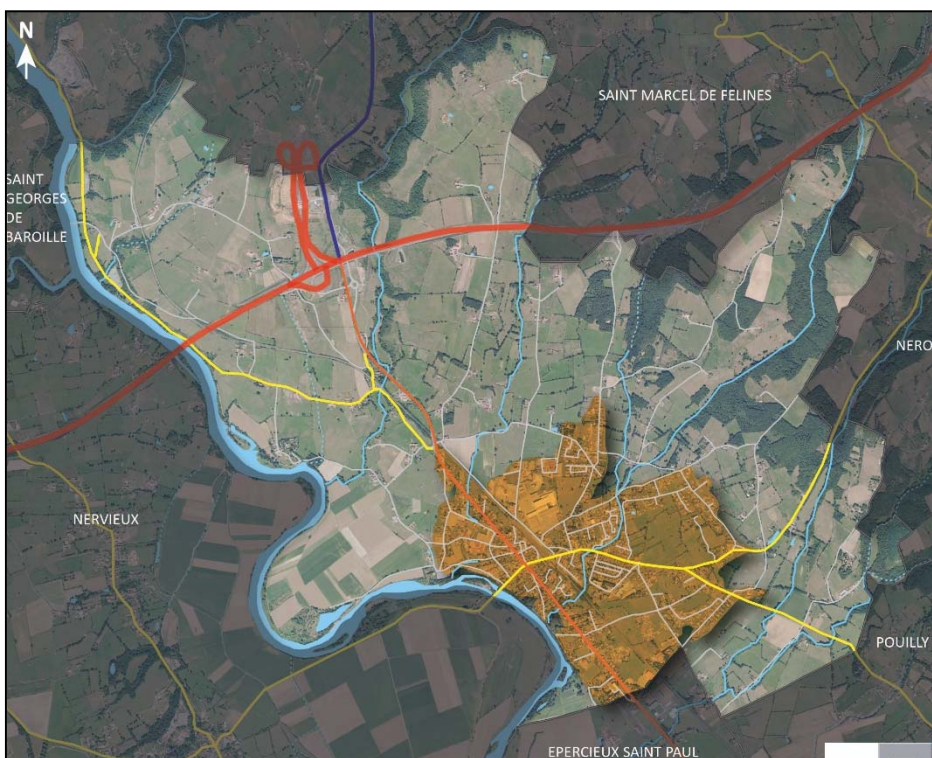 N
SAINT MARCEL DE FELINES
SAINT
GEORGES
DE
BAROILLE
NERO
NERVIEUX
POUILLY
EPERCIEUX SAINT PAUL